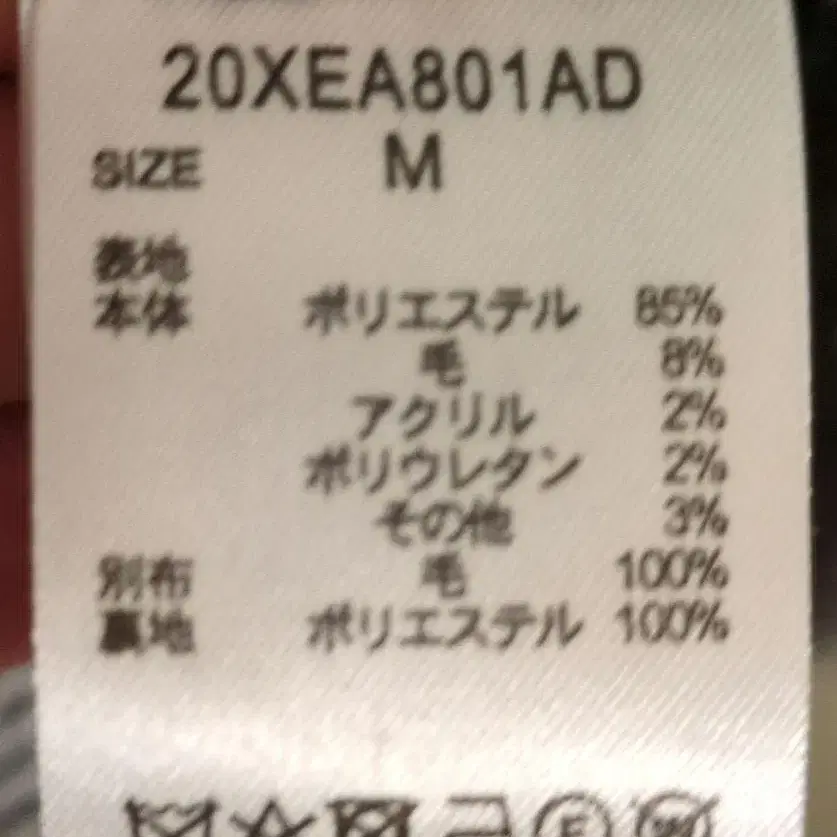 20XEA801AD
SIZE M
表地
本体 ポリエステル 85%
毛 8%
アクリル 2%
ポリウレタン 2%
その他 3%
別布 毛 100%
裏地 ポリエステル 100%